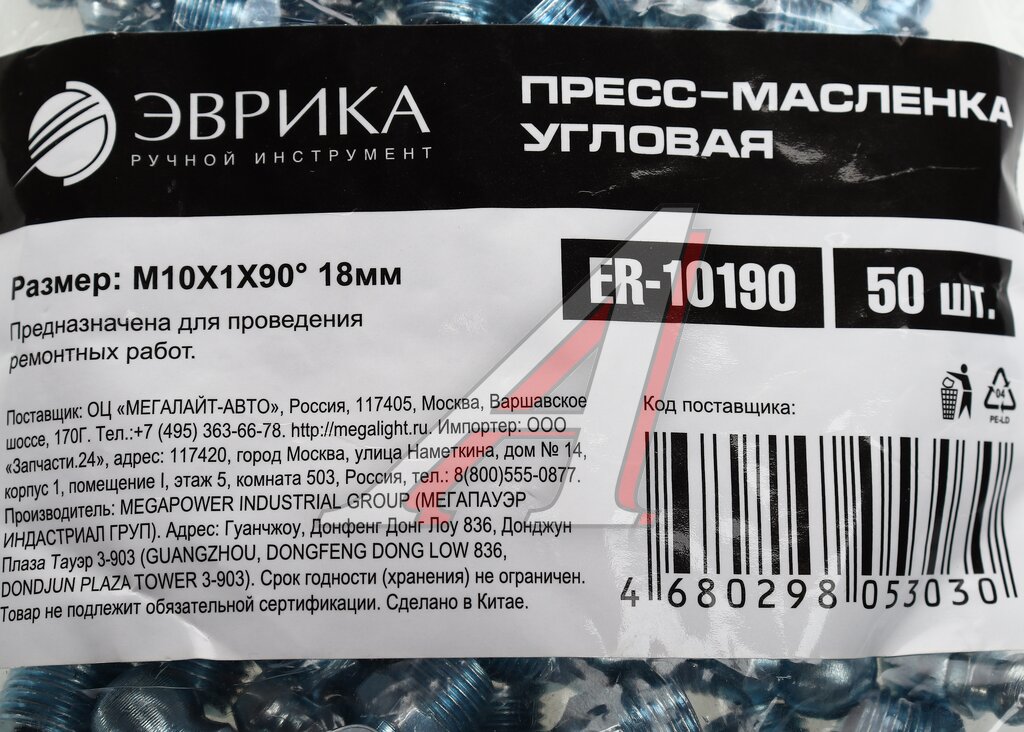 ЭВРИКА
РУЧНОЙ ИНСТРУМЕНТ
ПРЕСС-МАСЛЕНКА
УГЛОВАЯ
Размер: М10Х1Х90° 18мм
Предназначена для проведения
ремонтных работ.
ER-10190
50 шт.
Поставщик: ОЦ «МЕГАЛАЙТ-АВТО», Россия, 117405, Москва, Варшавское
шоссе, 170Г. Тел.:+7 (495) 363-66-78. http://megalight.ru. Импортер: ООО
«Запчасти.24», адрес: 117420, город Москва, улица Наметкина, дом № 14,
корпус 1, помещение I, этаж 5, комната 503, Россия, тел.: 8(800)555-0877.
Производитель: MEGAPOWER INDUSTRIAL GROUP (МЕГАПАУЭР
ИНДАСТРИАЛ ГРУП). Адрес: Гуанчжоу, Донфенг Донг Лоу 836, Донджун
Плаза Тауэр 3-903 (GUANGZHOU, DONGFENG DONG LOW 836,
DONDJUN PLAZA TOWER 3-903). Срок годности (хранения) не ограничен.
Товар не подлежит обязательной сертификации. Сделано в Китае.
Код поставщика:
04
PE-LD
4 680298 053030